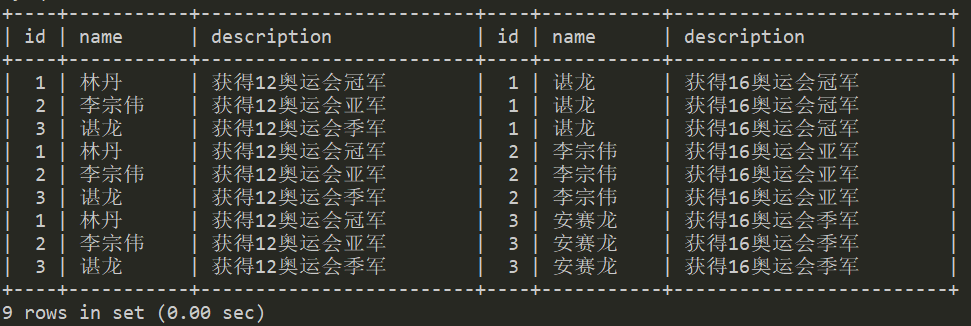 +----+-----------+-----------------------+----+-----------+-----------------------+
| id | name | description | id | name | description |
+----+-----------+-----------------------+----+-----------+-----------------------+
| 1 | 林丹 | 获得12奥运会冠军 | 1 | 谌龙 | 获得16奥运会冠军 |
| 2 | 李宗伟 | 获得12奥运会亚军 | 1 | 谌龙 | 获得16奥运会冠军 |
| 3 | 谌龙 | 获得12奥运会季军 | 1 | 谌龙 | 获得16奥运会冠军 |
| 1 | 林丹 | 获得12奥运会冠军 | 2 | 李宗伟 | 获得16奥运会亚军 |
| 2 | 李宗伟 | 获得12奥运会亚军 | 2 | 李宗伟 | 获得16奥运会亚军 |
| 3 | 谌龙 | 获得12奥运会季军 | 2 | 李宗伟 | 获得16奥运会亚军 |
| 1 | 林丹 | 获得12奥运会冠军 | 3 | 安赛龙 | 获得16奥运会季军 |
| 2 | 李宗伟 | 获得12奥运会亚军 | 3 | 安赛龙 | 获得16奥运会季军 |
| 3 | 谌龙 | 获得12奥运会季军 | 3 | 安赛龙 | 获得16奥运会季军 |
+----+-----------+-----------------------+----+-----------+-----------------------+
9 rows in set (0.00 sec)